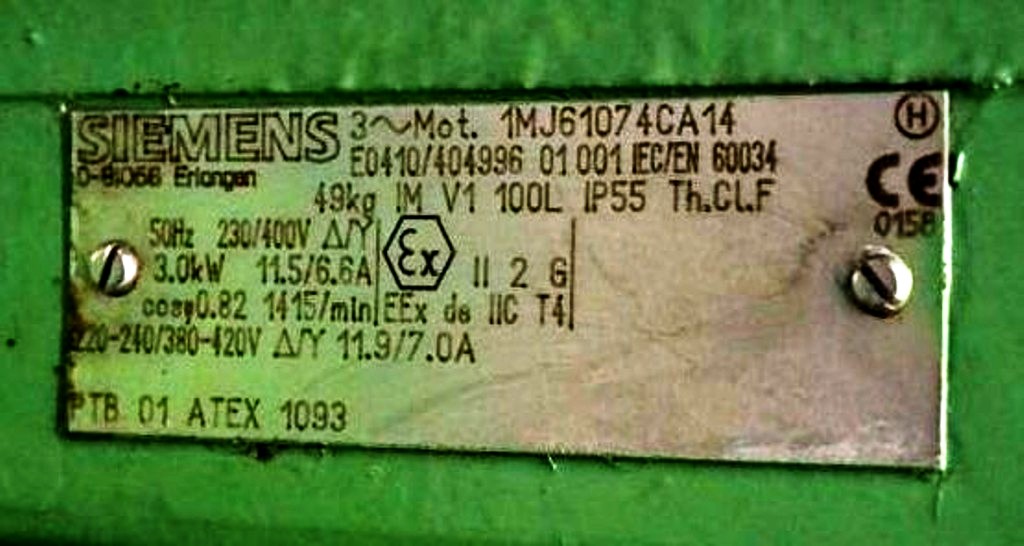 SIEMENS 3~Mot. 1MJ61074CA14 H
E0410/404996 01 001 IEC/EN 60034 CE
D-91056 Erlangen
49kg IM V1 100L IP55 Th.Cl.F 0158
50Hz 230/400V Δ/Y
3.0kW 11.5/6.6A Ex II 2 G
cosφ0.82 1415/min EEx de IIC T4
220-240/380-420V Δ/Y 11.9/7.0A
PTB 01 ATEX 1093